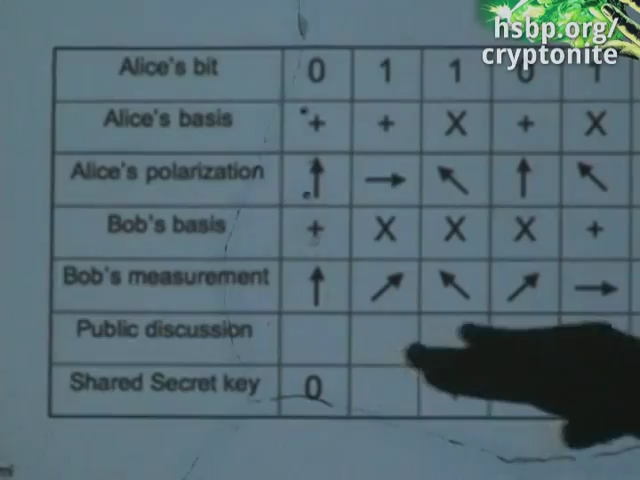 hsbp.org/
cryptonite
Alice's bit 0 1 1 0 1
Alice's basis + + X + X
Alice's polarization ↑ → ↖ ↑ ↖
Bob's basis + X X X +
Bob's measurement ↑ ↗ ↖ ↗ →
Public discussion
Shared Secret key 0